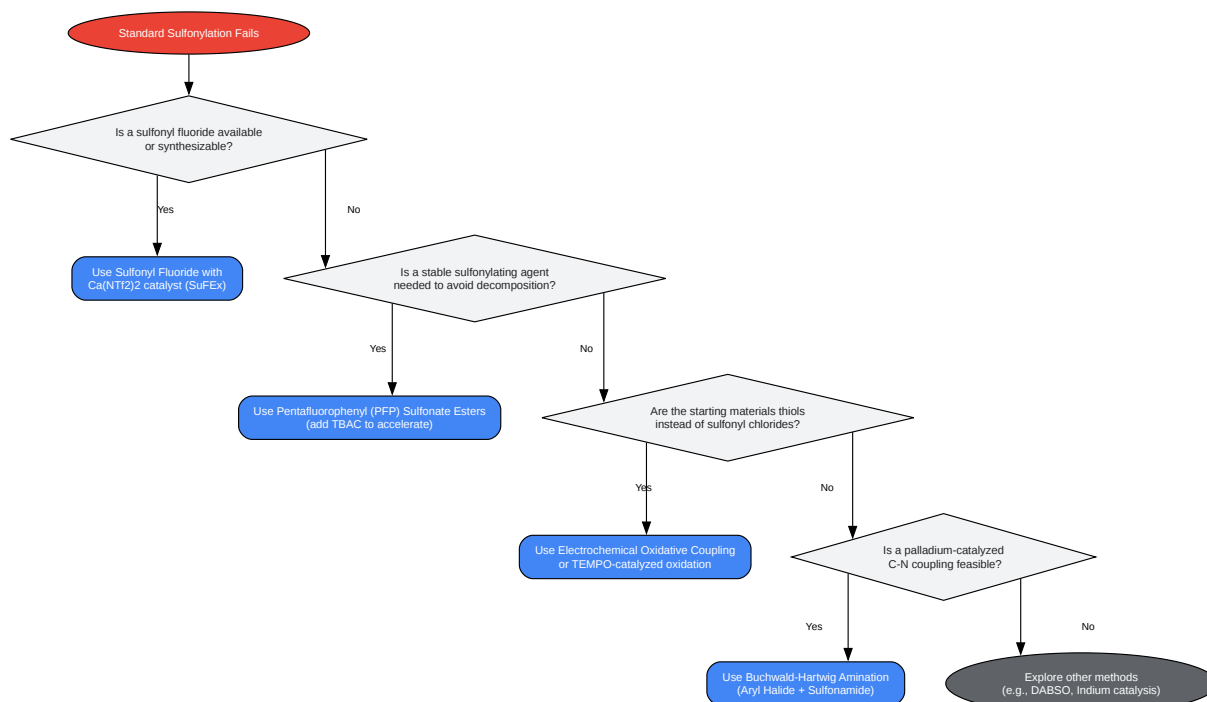 Standard Sulfonylation Fails
Is a sulfonyl fluoride available
or synthesizable?
Yes
No
Use Sulfonyl Fluoride with
Ca(NTf2)2 catalyst (SuFEx)
Is a stable sulfonylating agent
needed to avoid decomposition?
Yes
No
Use Pentafluorophenyl (PFP) Sulfonate Esters
(add TBAC to accelerate)
Are the starting materials thiols
instead of sulfonyl chlorides?
Yes
No
Use Electrochemical Oxidative Coupling
or TEMPO-catalyzed oxidation
Is a palladium-catalyzed
C-N coupling feasible?
Yes
No
Use Buchwald-Hartwig Amination
(Aryl Halide + Sulfonamide)
Explore other methods
(e.g., DABSO, Indium catalysis)